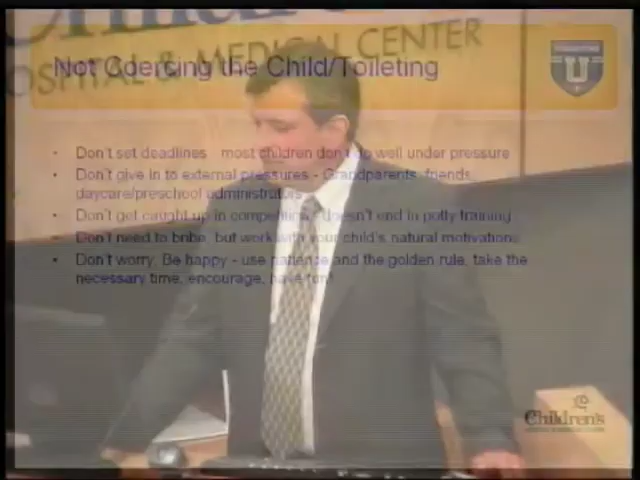 Children's
HOSPITAL & MEDICAL CENTER
Not Coersing the Child/Toileting
U
• Don't set deadlines - most children don't do well under pressure
• Don't give in to external pressures - Grandparents, friends,
daycare/preschool administrators
• Don't get caught up in competition - doesn't end in potty training
• Don't need to bribe, but work with your child's natural motivations
• Don't worry, Be happy - use patience and the golden rule, take the
necessary time, encourage, have fun!
Children's